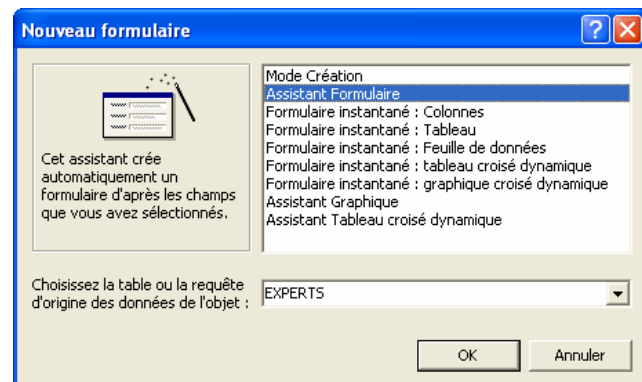 Nouveau formulaire
Cet assistant crée
automatiquement un
formulaire d'après les champs
que vous avez sélectionnés.
Mode Création
Assistant Formulaire
Formulaire instantané : Colonnes
Formulaire instantané : Tableau
Formulaire instantané : Feuille de données
Formulaire instantané : tableau croisé dynamique
Formulaire instantané : graphique croisé dynamique
Assistant Graphique
Assistant Tableau croisé dynamique
Choisissez la table ou la requête
d'origine des données de l'objet :
EXPERTS
OK
Annuler